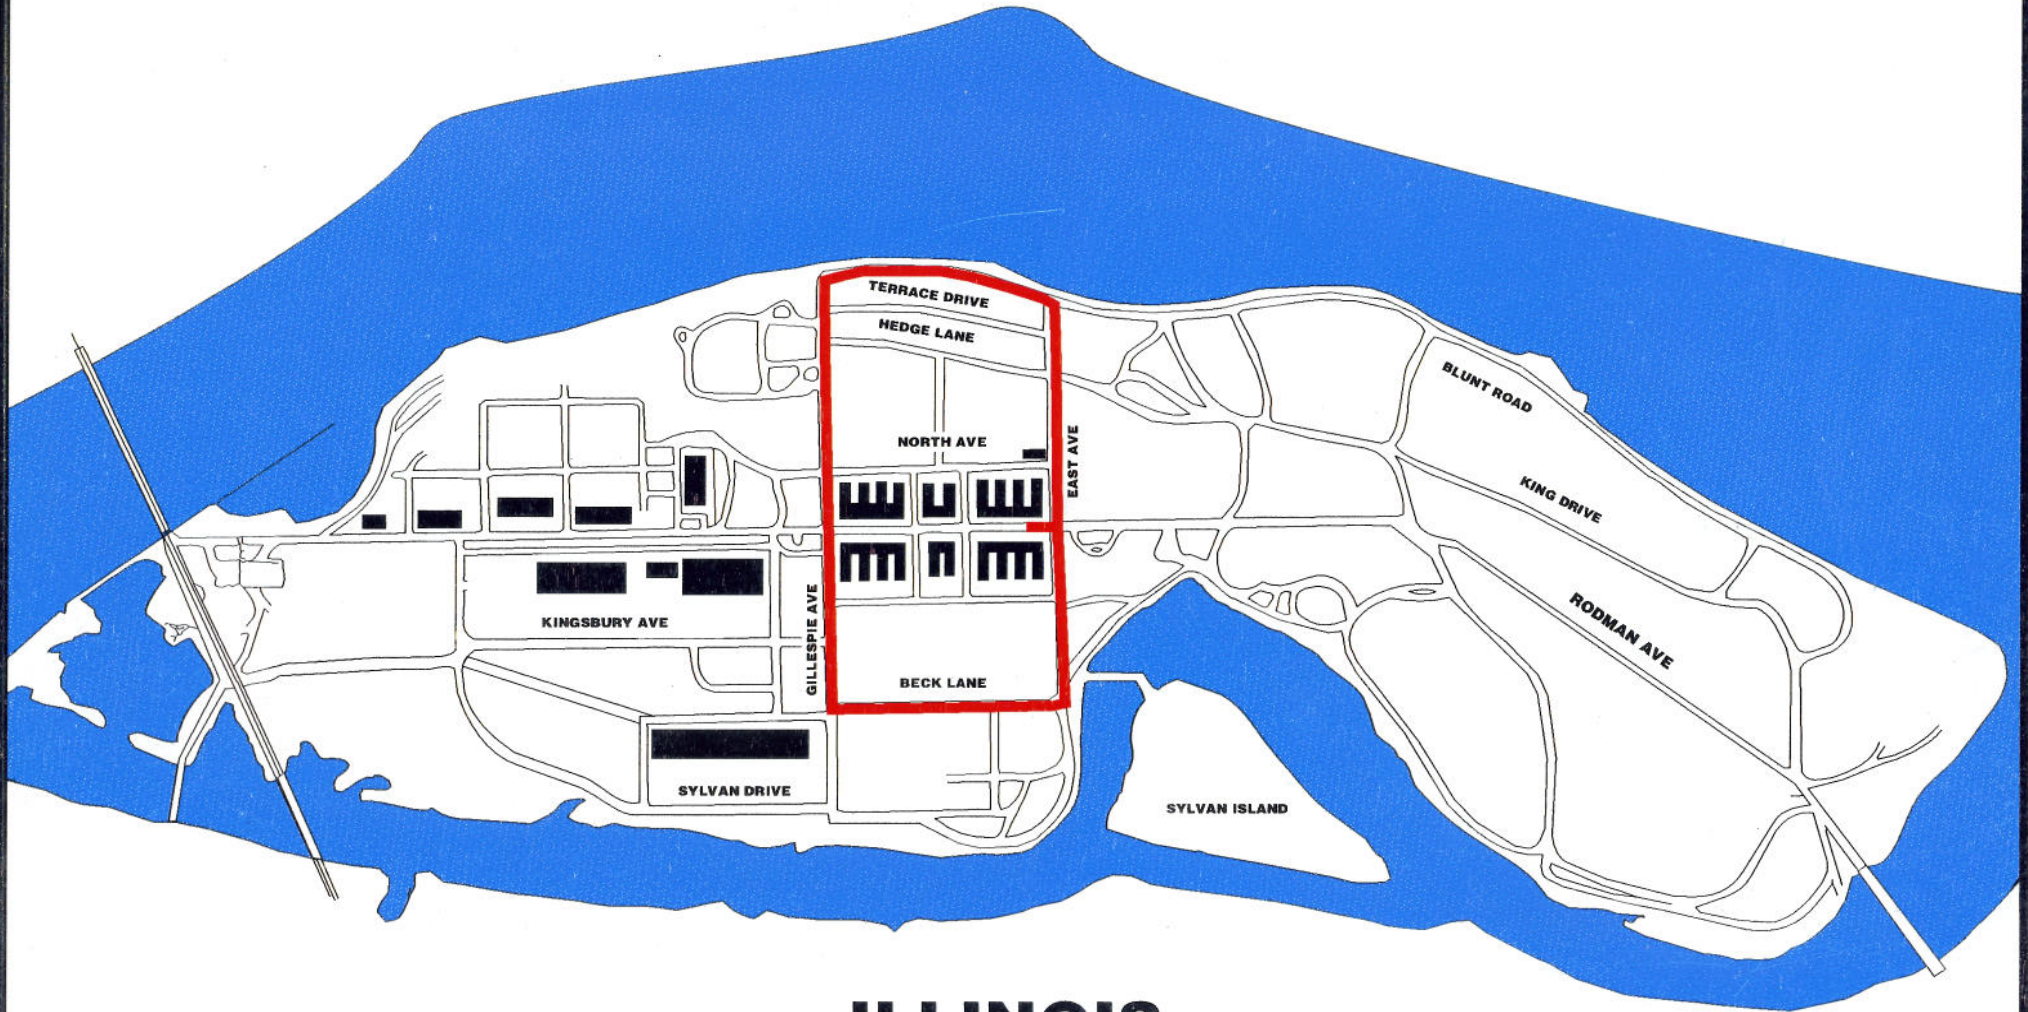 TERRACE DRIVE
HEDGE LANE
BLUNT ROAD
NORTH AVE
EAST AVE
KING DRIVE
GILLESPIE AVE
KINGSBURY AVE
RODMAN AVE
BECK LANE
SYLVAN DRIVE
SYLVAN ISLAND
ILLINOIS